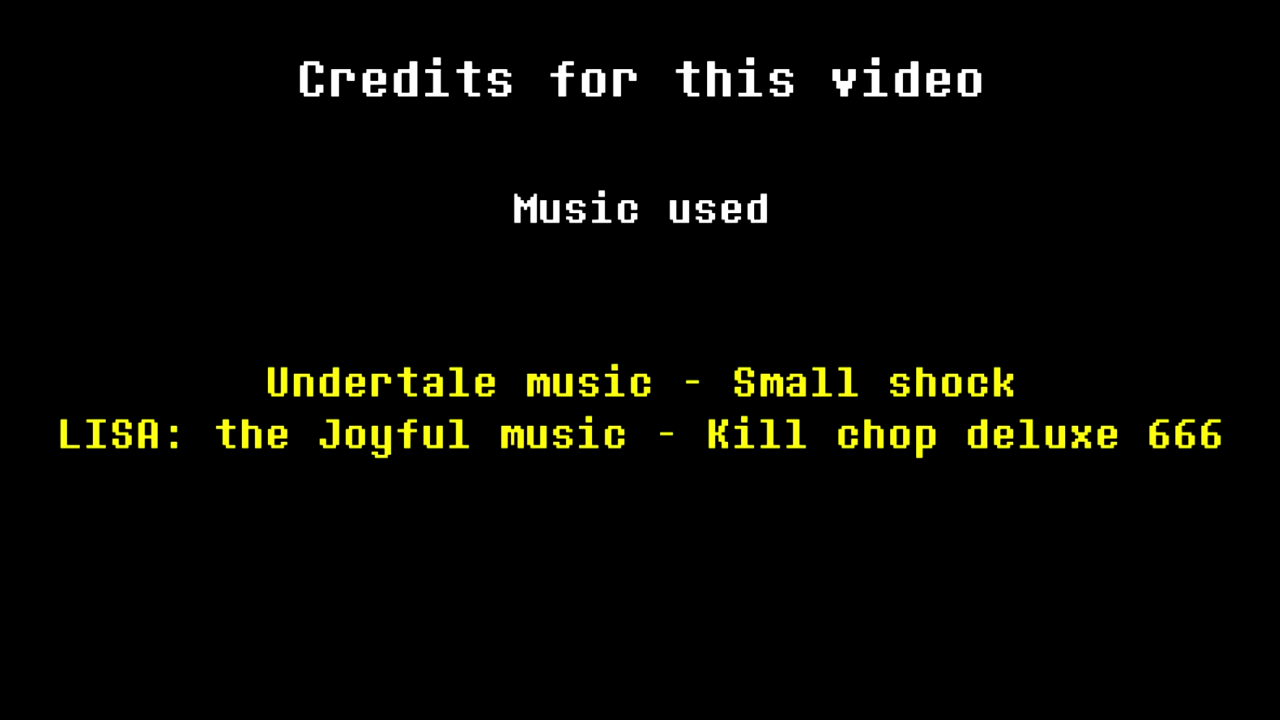 Credits for this video
Music used
Undertale music - Small shock
LISA: the Joyful music - Kill chop deluxe 666